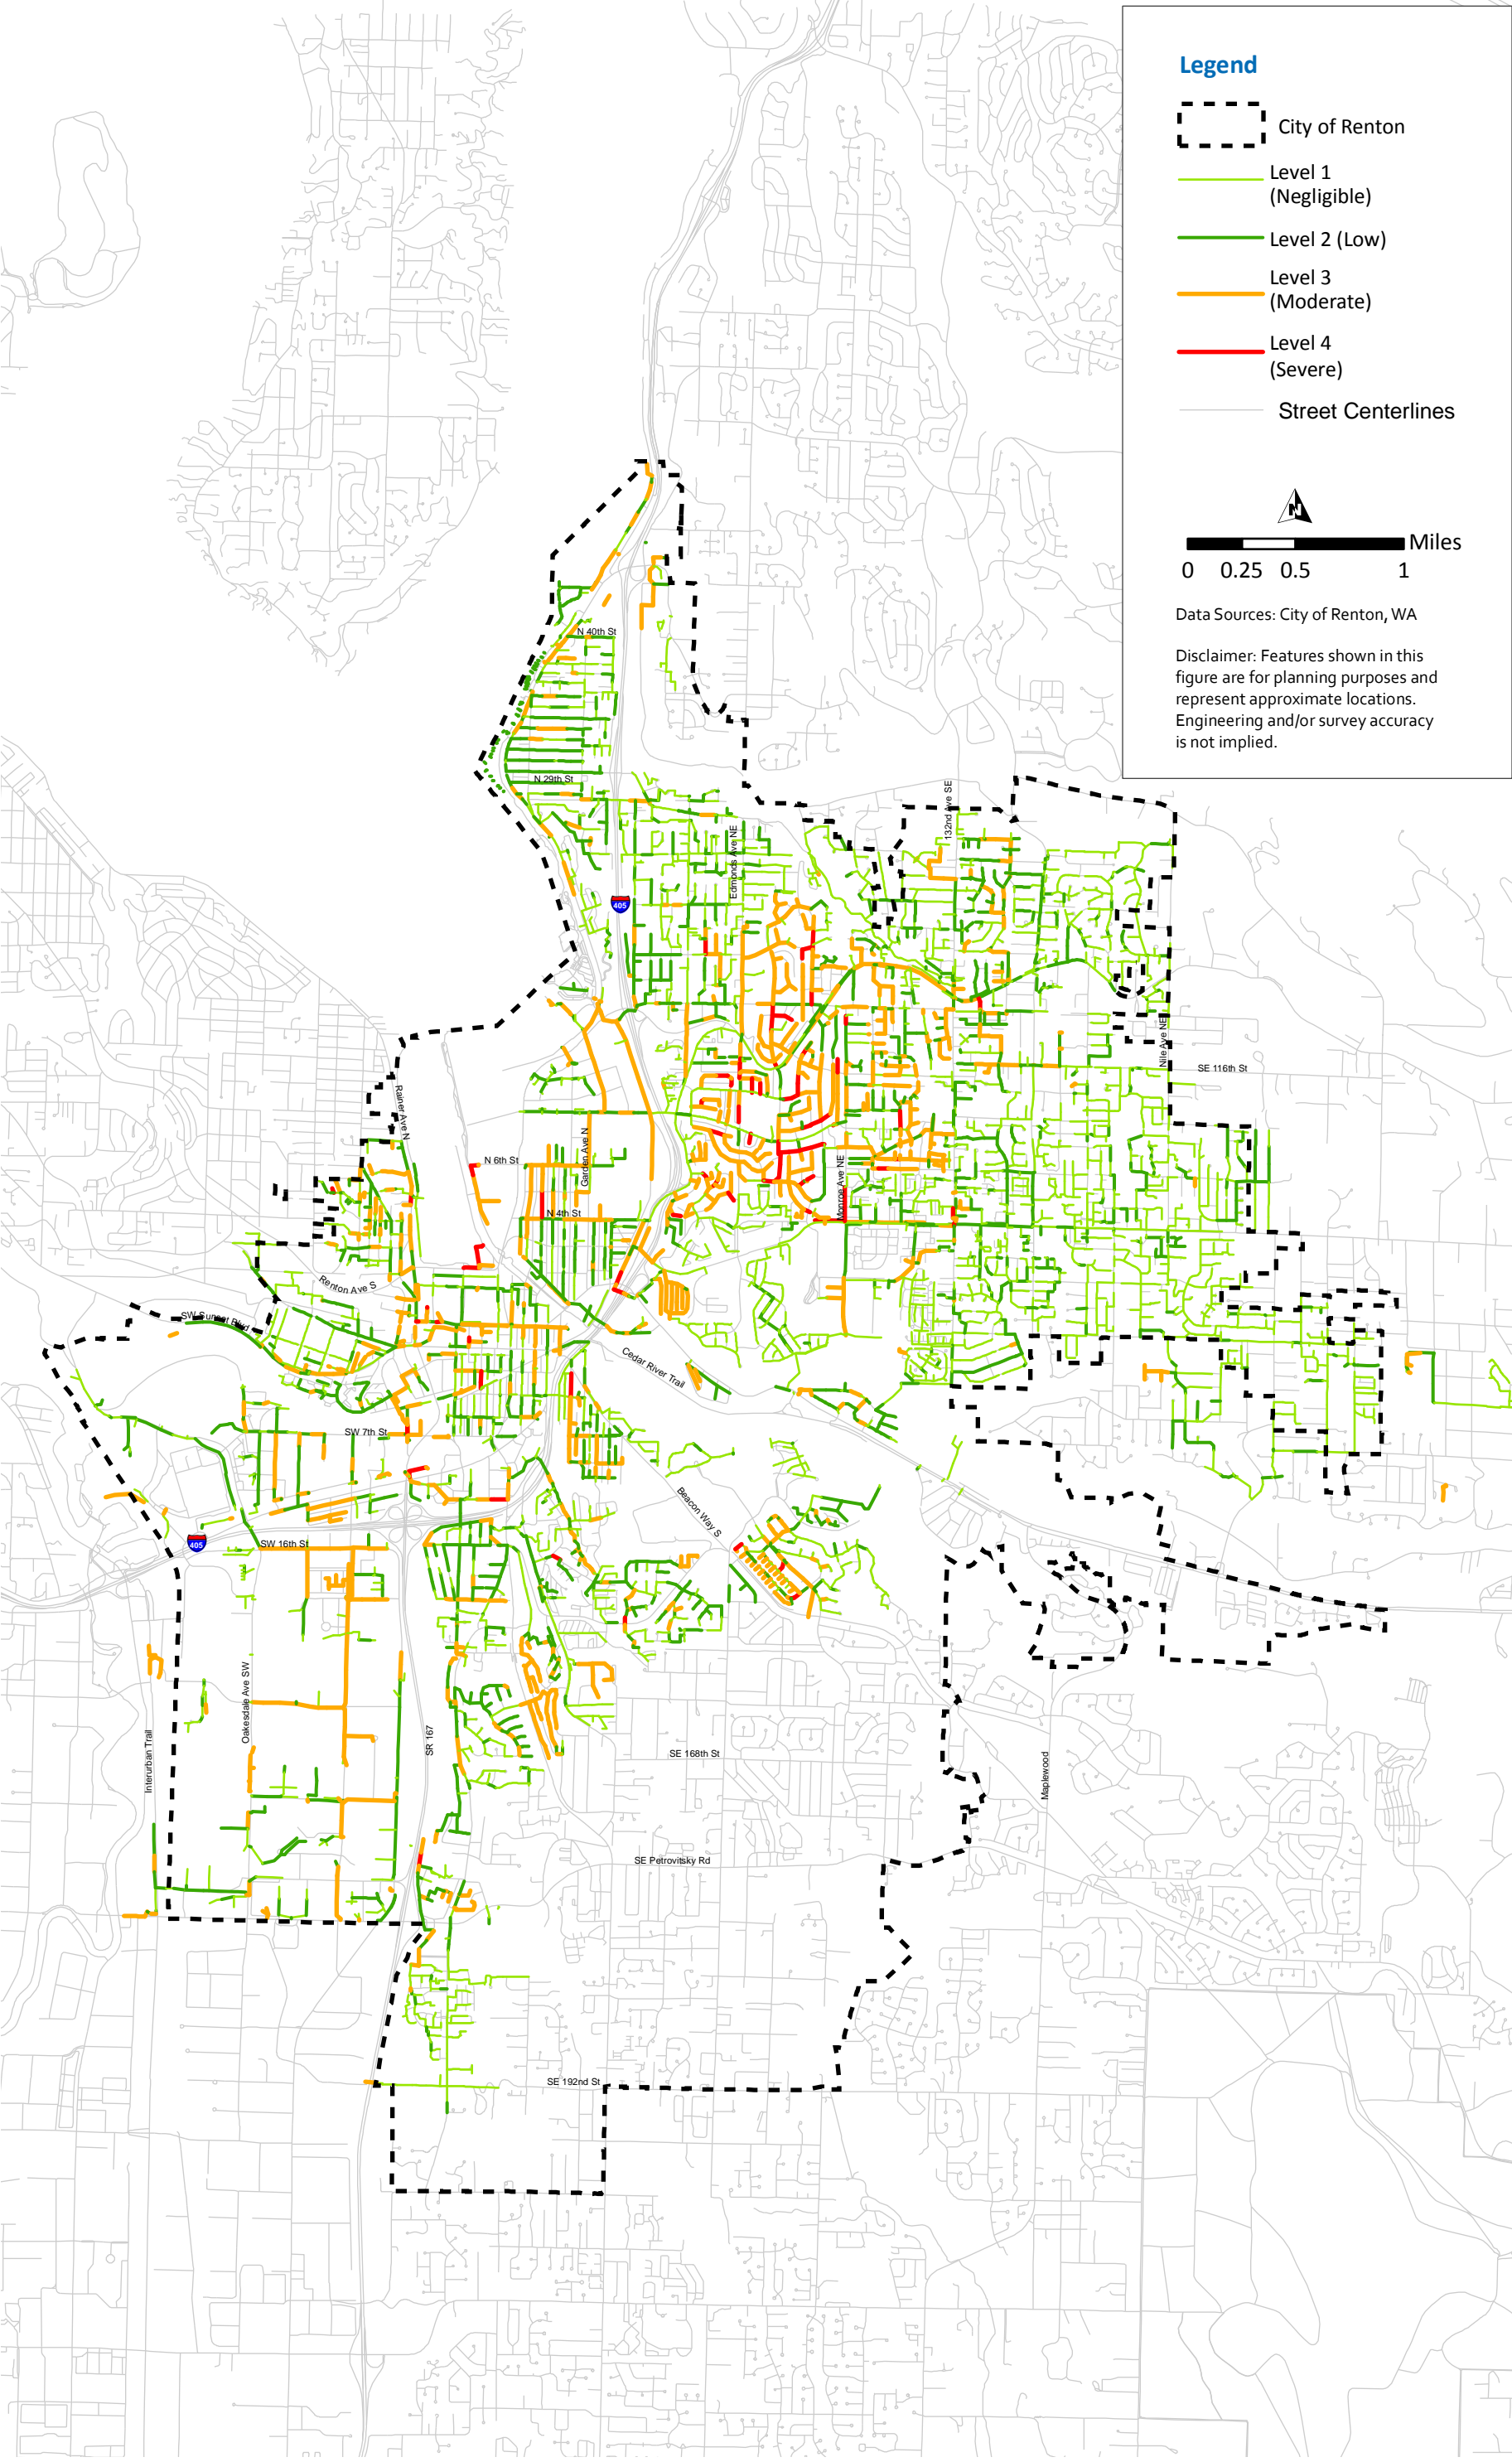 Legend
City of Renton
Level 1
(Negligible)
Level 2 (Low)
Level 3
(Moderate)
Level 4
(Severe)
Street Centerlines
N
Miles
0 0.25 0.5 1
Data Sources: City of Renton, WA
Disclaimer: Features shown in this
figure are for planning purposes and
represent approximate locations.
Engineering and/or survey accuracy
is not implied.
N 40th St
N 29th St
132nd Ave SE
Edmonds Ave NE
405
Nile Ave NE
SE 116th St
Rainer Ave N
Garden Ave N
N 6th St
Monroe Ave NE
N 4th St
Renton Ave S
SW Sunset Blvd
Cedar River Trail
SW 7th St
Beacon Way S
405
SW 16th St
Oakesdale Ave SW
Interurban Trail
SR 167
SE 168th St
Maplewood
SE Petrovitsky Rd
SE 192nd St